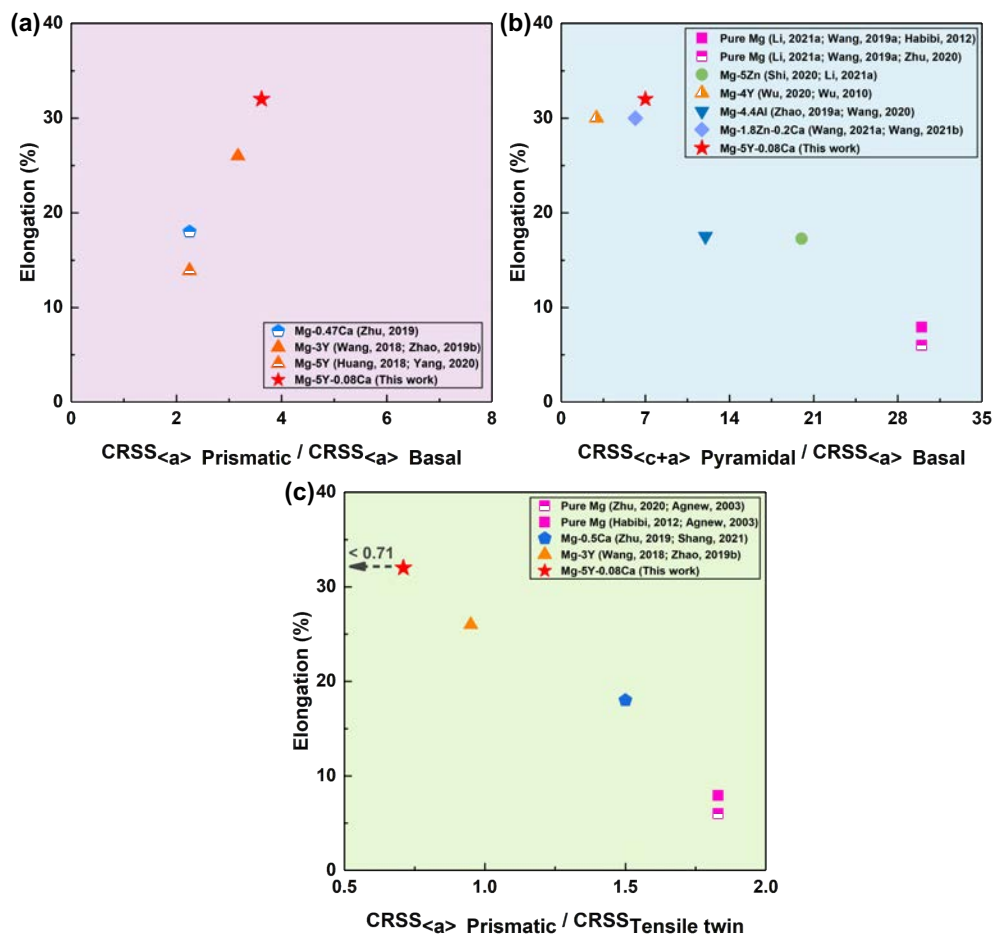 (a)
40
30
20
10
0
Elongation (%)
Mg-0.47Ca (Zhu, 2019)
Mg-3Y (Wang, 2018; Zhao, 2019b)
Mg-5Y (Huang, 2018; Yang, 2020)
Mg-5Y-0.08Ca (This work)
0 2 4 6 8
CRSS<a> Prismatic / CRSS<a> Basal
(b)
40
30
20
10
0
Elongation (%)
Pure Mg (Li, 2021a; Wang, 2019a; Habibi, 2012)
Pure Mg (Li, 2021a; Wang, 2019a; Zhu, 2020)
Mg-5Zn (Shi, 2020; Li, 2021a)
Mg-4Y (Wu, 2020; Wu, 2010)
Mg-4.4Al (Zhao, 2019a; Wang, 2020)
Mg-1.8Zn-0.2Ca (Wang, 2021a; Wang, 2021b)
Mg-5Y-0.08Ca (This work)
0 7 14 21 28 35
CRSS<c+a> Pyramidal / CRSS<a> Basal
(c)
40
30
20
10
0
Elongation (%)
Pure Mg (Zhu, 2020; Agnew, 2003)
Pure Mg (Habibi, 2012; Agnew, 2003)
Mg-0.5Ca (Zhu, 2019; Shang, 2021)
Mg-3Y (Wang, 2018; Zhao, 2019b)
Mg-5Y-0.08Ca (This work)
< 0.71
0.5 1.0 1.5 2.0
CRSS<a> Prismatic / CRSSTensile twin